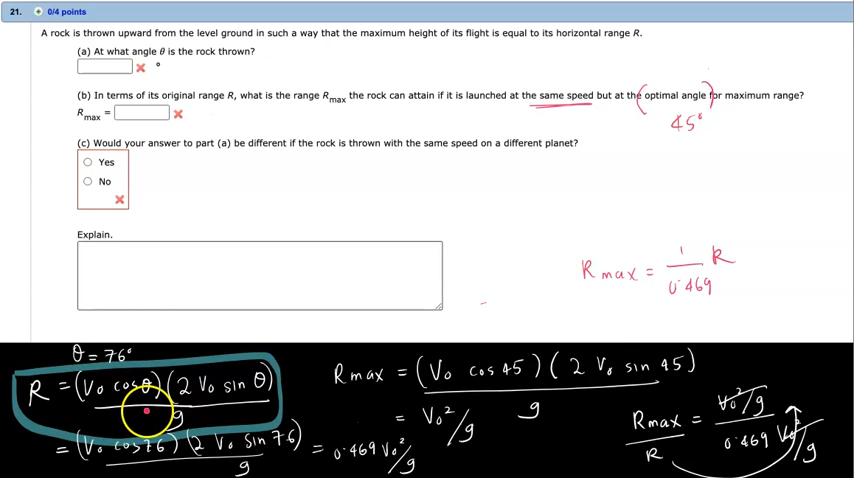 21. 0/4 points
A rock is thrown upward from the level ground in such a way that the maximum height of its flight is equal to its horizontal range R.
(a) At what angle θ is the rock thrown?
°
(b) In terms of its original range R, what is the range Rmax the rock can attain if it is launched at the same speed but at the (optimal angle) for maximum range?
Rmax =
45°
(c) Would your answer to part (a) be different if the rock is thrown with the same speed on a different planet?
Yes
No
Explain.
Rmax = 1/0.469 R
θ = 76°
R = (V₀ cos θ)(2 V₀ sin θ)/g
= (V₀ cos 76)(2 V₀ sin 76)/g = 0.469 V₀²/g
Rmax = (V₀ cos 45)(2 V₀ sin 45)/g
= V₀²/g
Rmax/R = V₀²/g / 0.469 V₀²/g